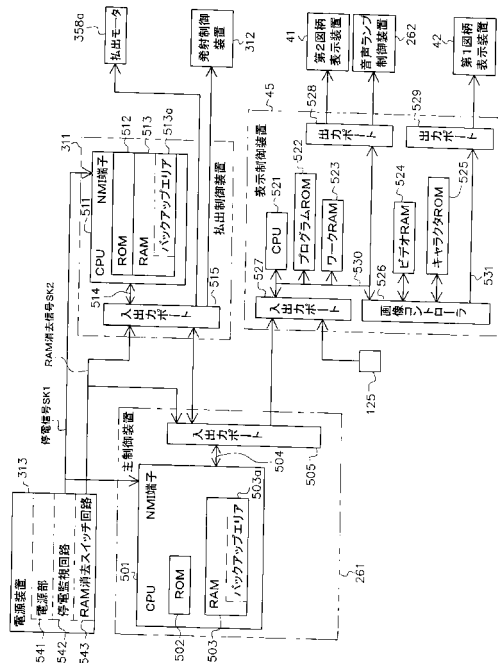 電源装置
313
541
電源部
542
停電監視回路
543
RAM消去スイッチ回路
停電信号SK1
RAM消去信号SK2
主制御装置
261
501
CPU
NMI端子
502
ROM
503
RAM
503a
バックアップエリア
504
505
入出力ポート
311
511
CPU
NMI端子
ROM
512
RAM
513
513a
バックアップエリア
514
入出力ポート
515
払出制御装置
358a
払出モータ
発射制御装置
312
125
表示制御装置
45
527
入出力ポート
CPU
521
プログラムROM
522
ワークRAM
523
530
526
画像コントローラ
ビデオRAM
524
キャラクタROM
525
531
528
出力ポート
529
出力ポート
41
第2図柄表示装置
音声ランプ制御装置
262
第1図柄表示装置
42